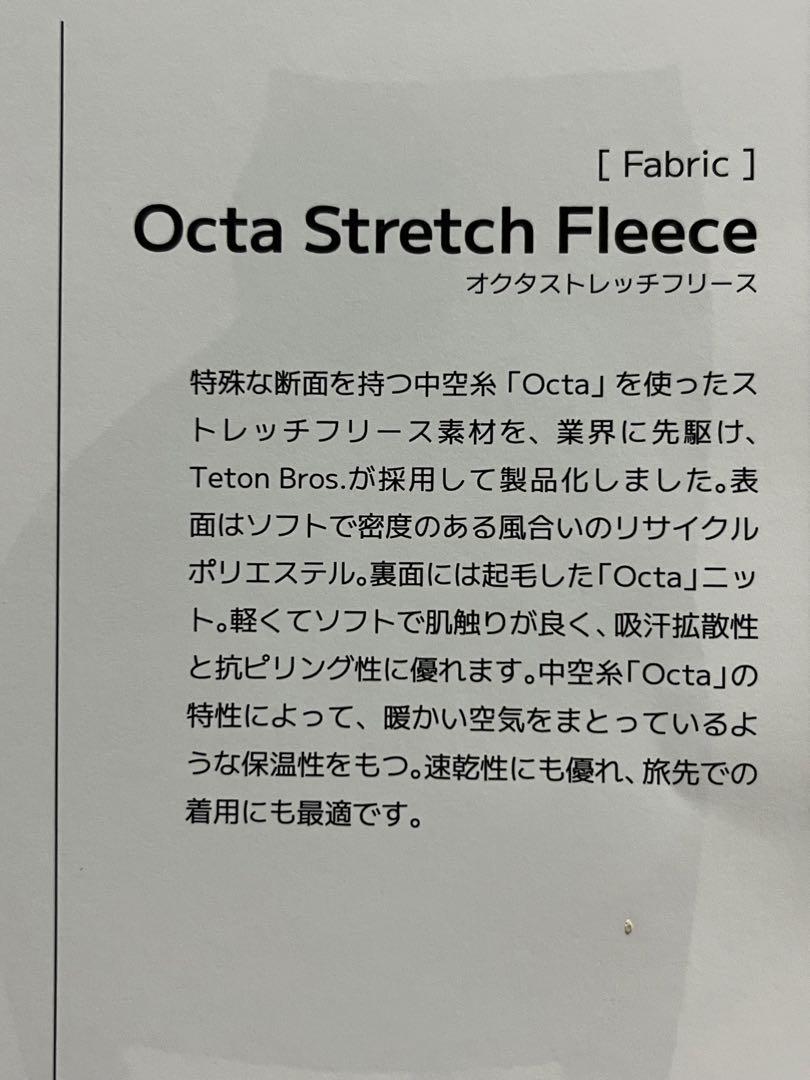 [ Fabric ]
Octa Stretch Fleece
オクタストレッチフリース
特殊な断面を持つ中空糸「Octa」を使ったス
トレッチフリース素材を、業界に先駆け、
Teton Bros.が採用して製品化しました。表
面はソフトで密度のある風合いのリサイクル
ポリエステル。裏面には起毛した「Octa」ニッ
ト。軽くてソフトで肌触りが良く、吸汗拡散性
と抗ピリング性に優れます。中空糸「Octa」の
特性によって、暖かい空気をまとっているよ
うな保温性をもつ。速乾性にも優れ、旅先での
着用にも最適です。